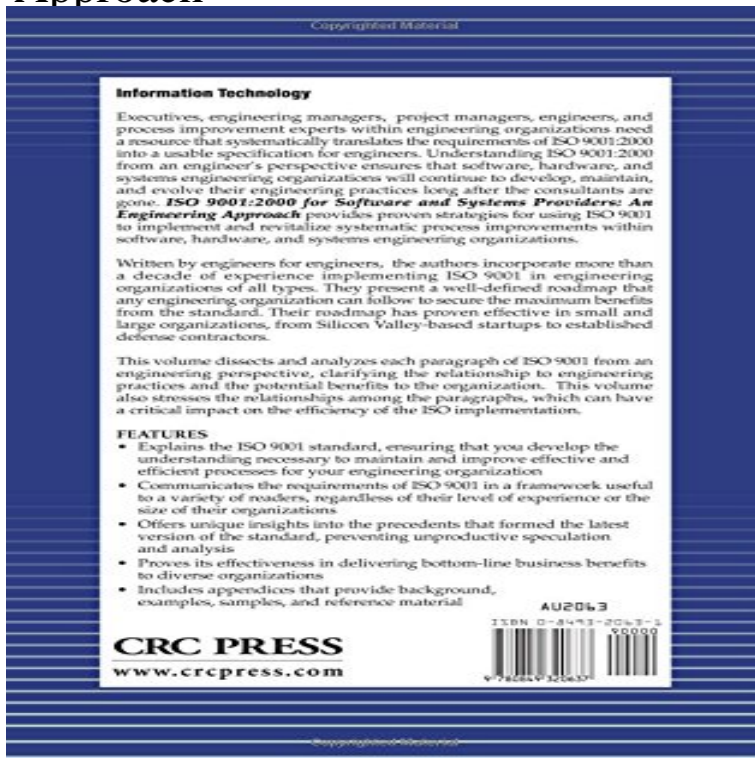 Approach
Copyrighted Material
Information Technology
Executives, engineering managers, project managers, engineers, and
process improvement experts within engineering organizations need
a resource that systematically translates the requirements of ISO 9001:2000
into a usable specification for engineers. Understanding ISO 9001:2000
from an engineer's perspective ensures that software, hardware, and
systems engineering organizations will continue to develop, maintain,
and evolve their engineering practices long after the consultants are
gone. ISO 9001:2000 for Software and Systems Providers: An
Engineering Approach provides proven strategies for using ISO 9001
to implement and revitalize systematic process improvements within
software, hardware, and systems engineering organizations.
Written by engineers for engineers, the authors incorporate more than
a decade of experience implementing ISO 9001 in engineering
organizations of all types. They present a well-defined roadmap that
any engineering organization can follow to secure the maximum benefits
from the standard. Their roadmap has proven effective in small and
large organizations, from Silicon Valley-based startups to established
defense contractors.
This volume dissects and analyzes each paragraph of ISO 9001 from an
engineering perspective, clarifying the relationship to engineering
practices and the potential benefits to the organization. This volume
also stresses the relationships among the paragraphs, which can have
a critical impact on the efficiency of the ISO implementation.
FEATURES
• Explains the ISO 9001 standard, ensuring that you develop the
understanding necessary to maintain and improve effective and
efficient processes for your engineering organization
• Communicates the requirements of ISO 9001 in a framework useful
to a variety of readers, regardless of their level of experience or the
size of their organizations
• Offers unique insights into the precedents that formed the latest
version of the standard, preventing unproductive speculation
and analysis
• Proves its effectiveness in delivering bottom-line business benefits
to diverse organizations
• Includes appendices that provide background,
examples, samples, and reference material
AU2063
ISBN 0-8493-2063-1
90000
9 780849 320637
CRC PRESS
www.crcpress.com
Copyrighted Material